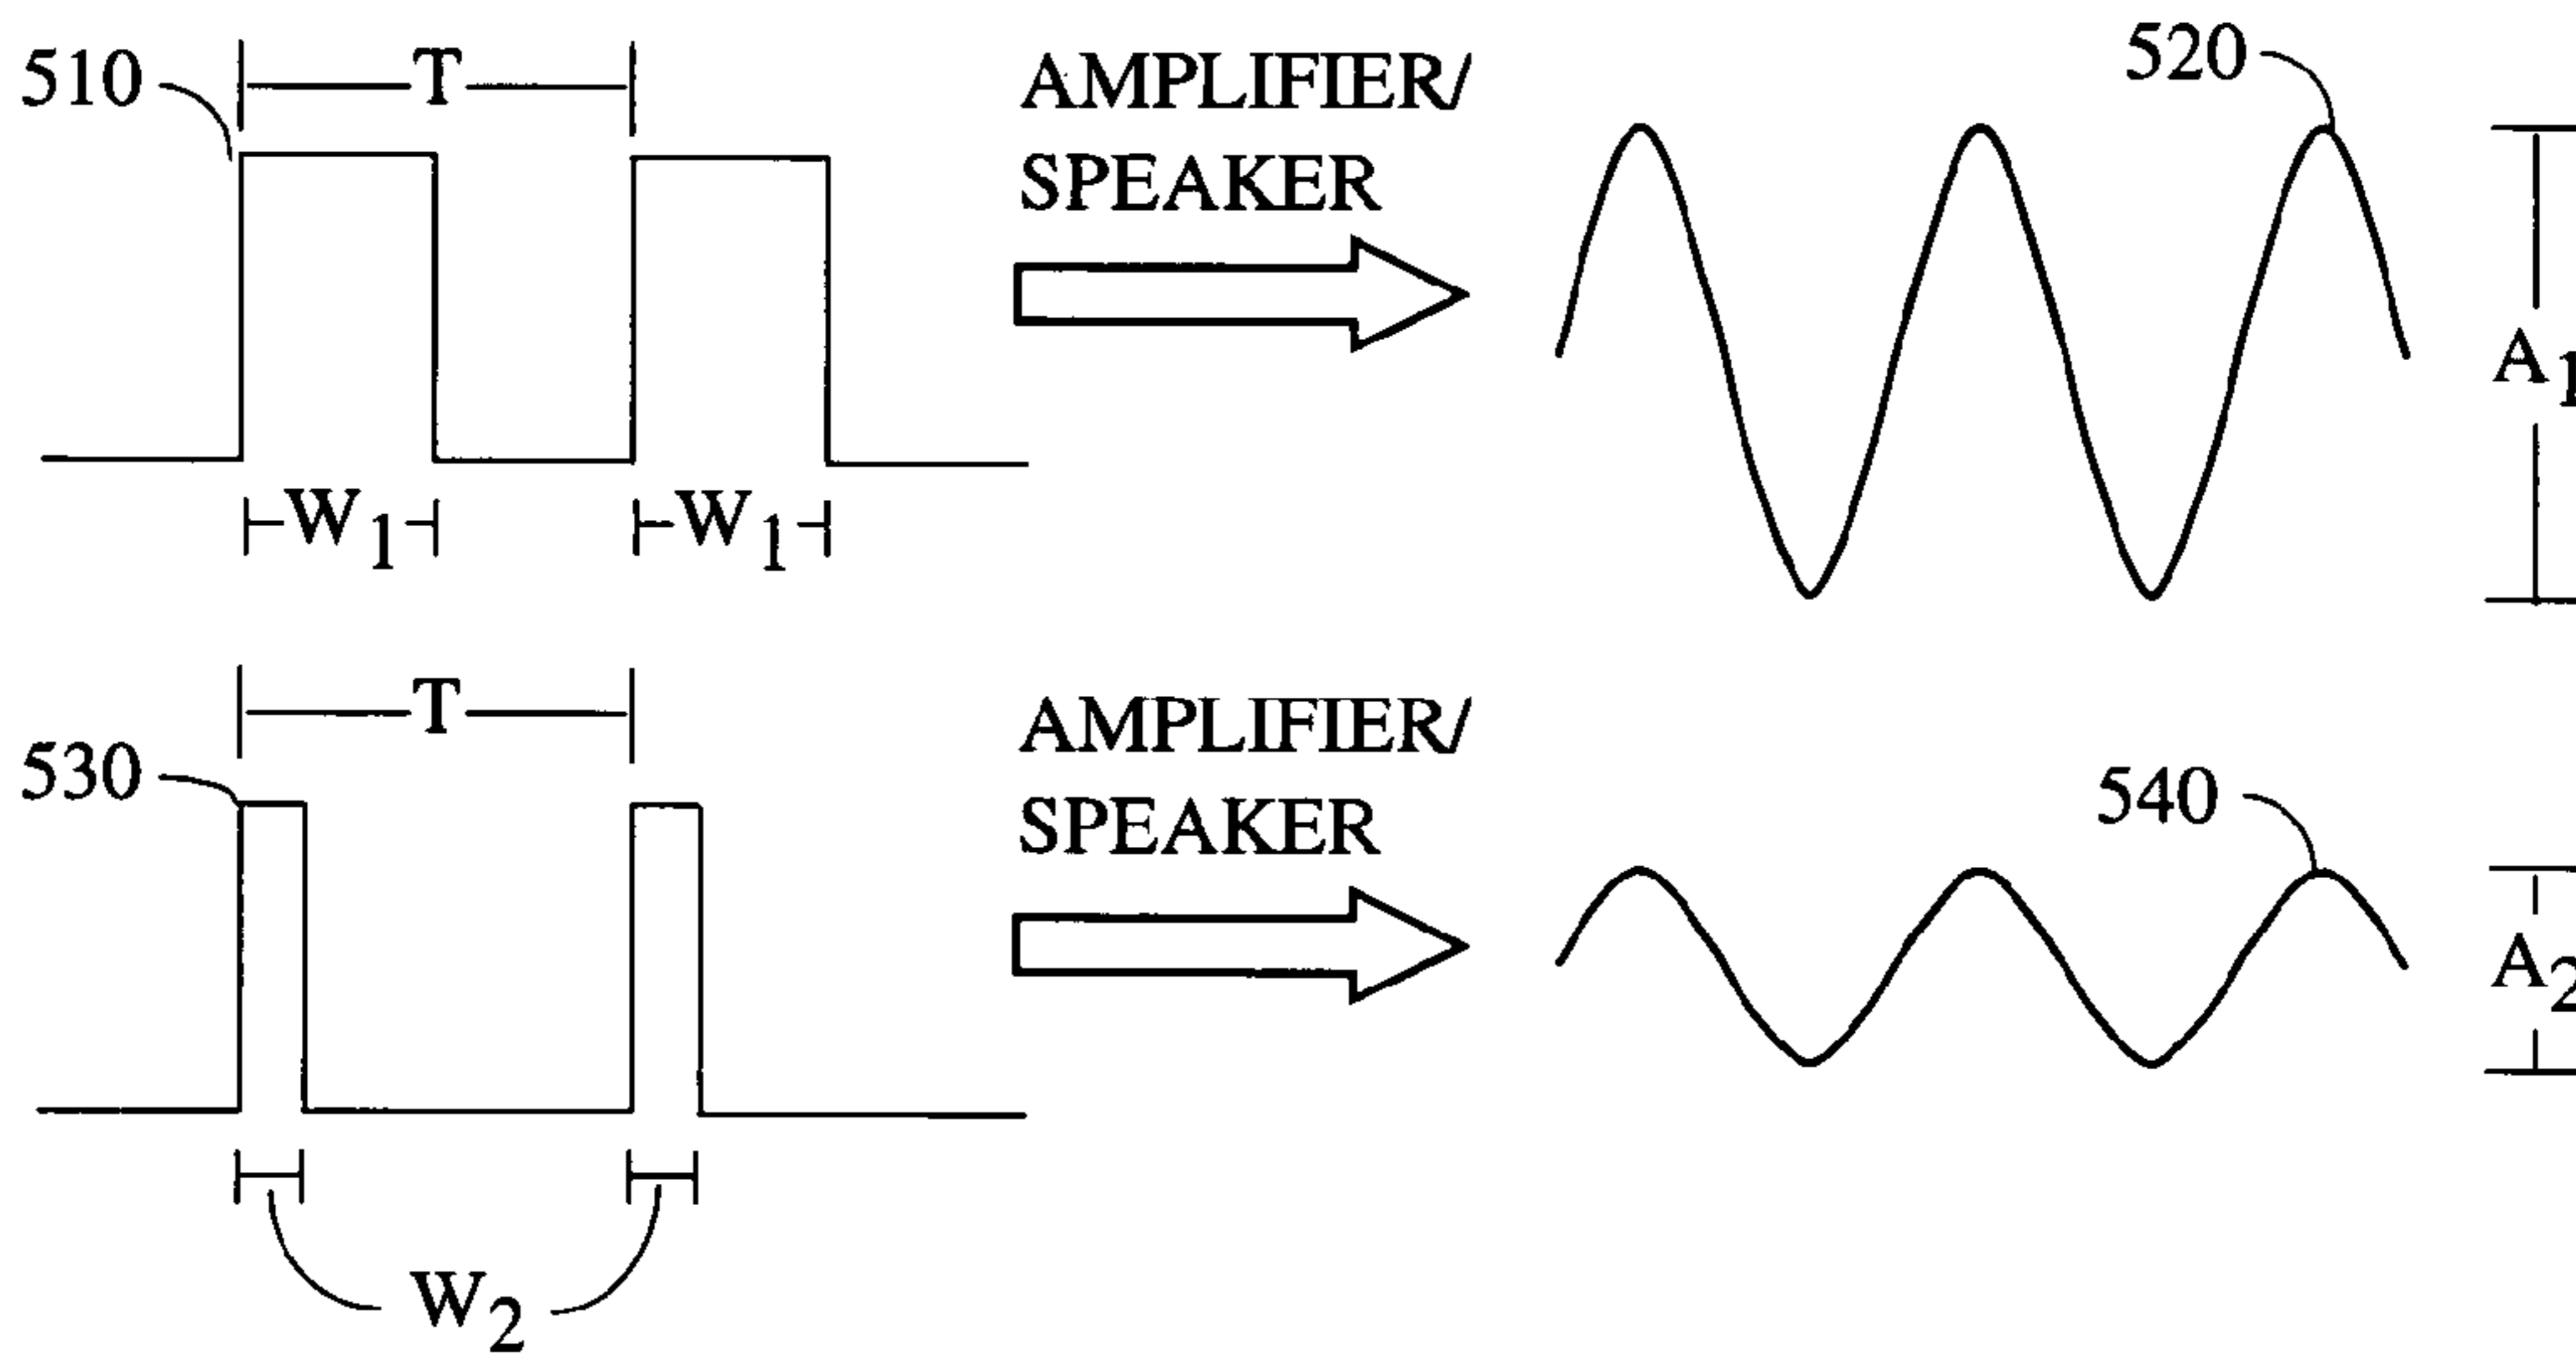 510
T
AMPLIFIER/
SPEAKER
520
A1
W1
W1
T
530
AMPLIFIER/
SPEAKER
540
A2
W2